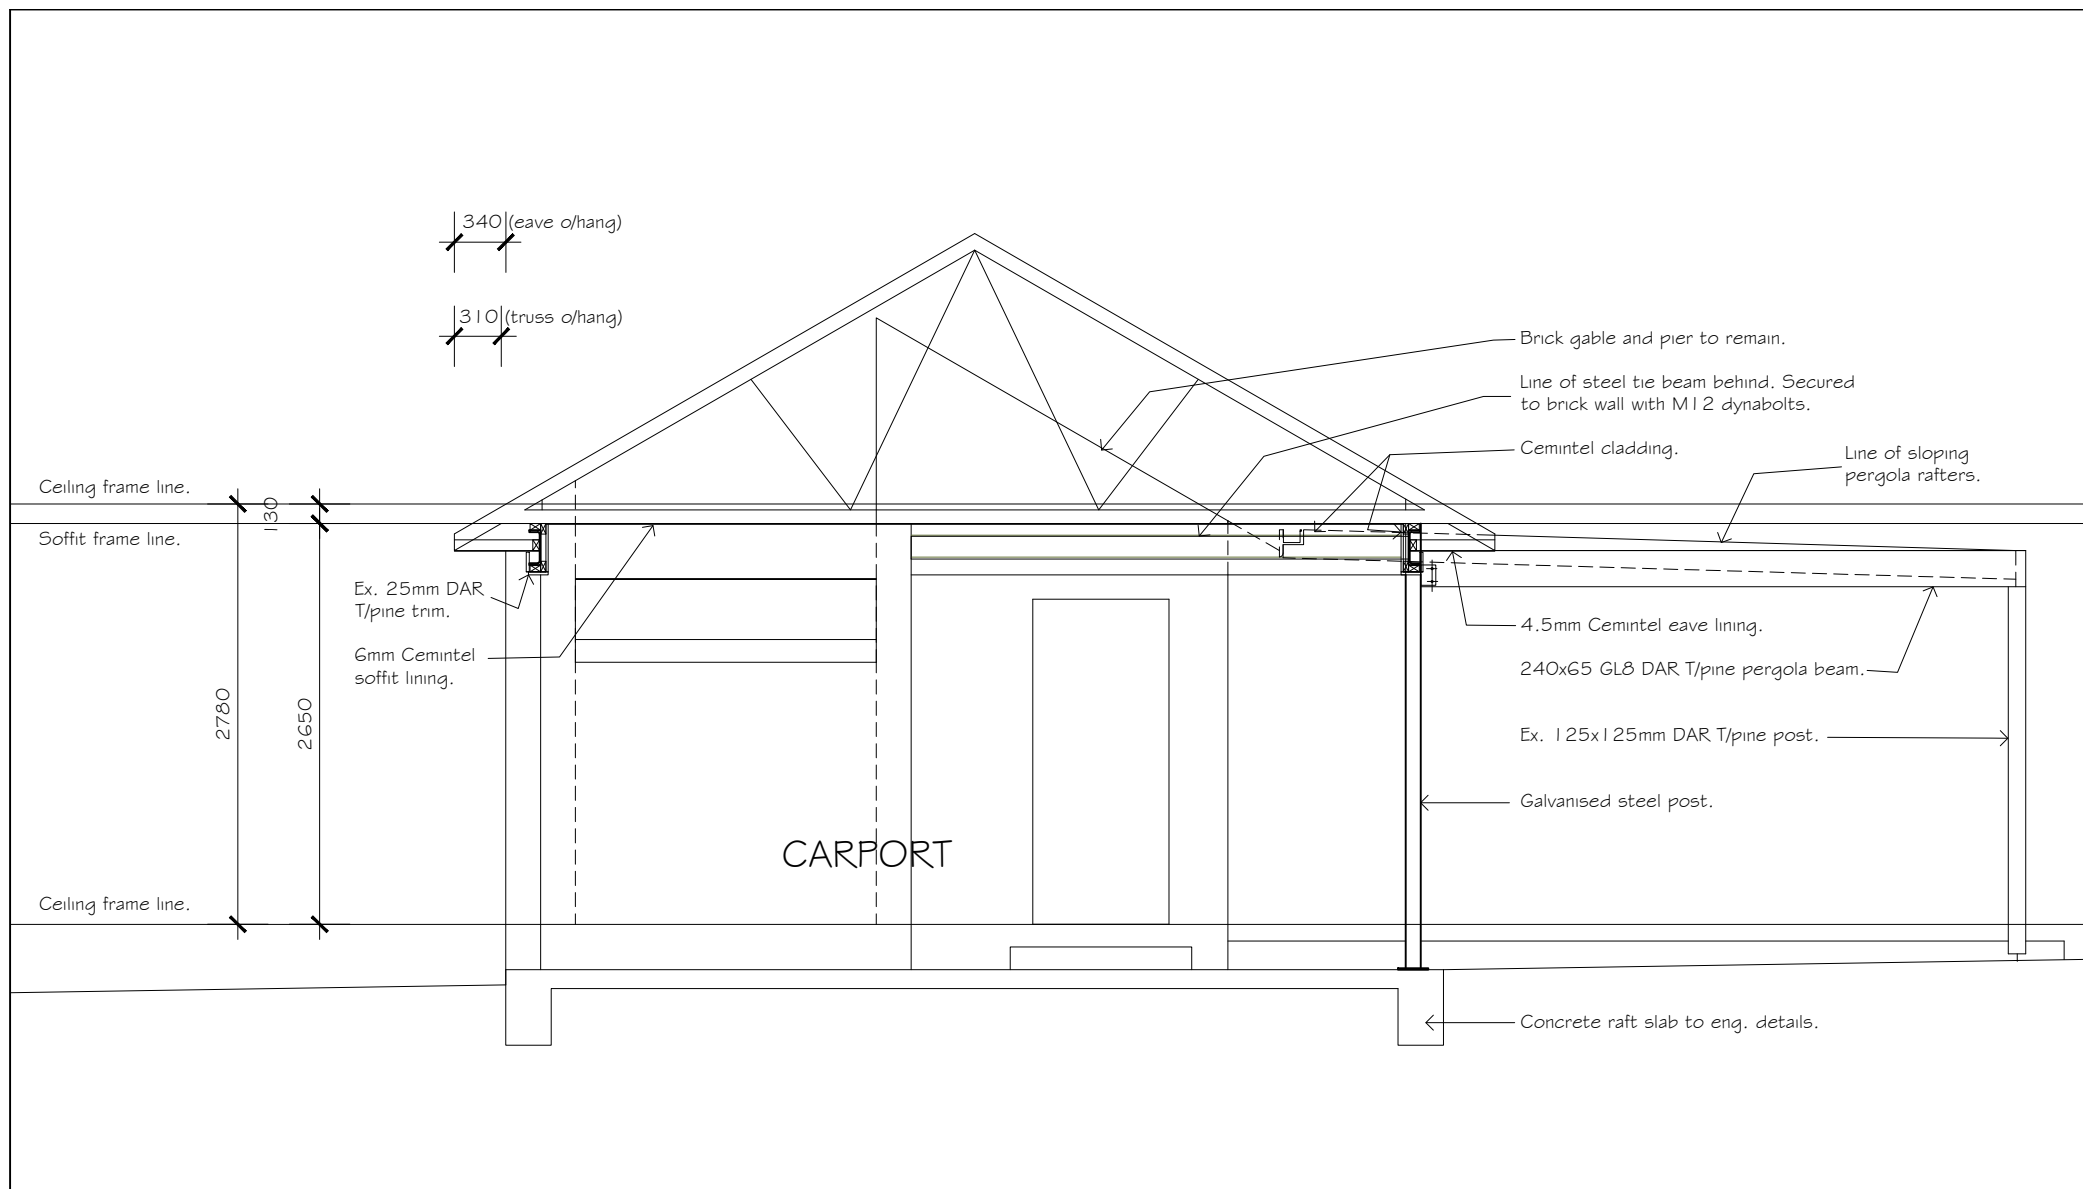 340 (eave o/hang)
310 (truss o/hang)
Brick gable and pier to remain.
Line of steel tie beam behind. Secured
to brick wall with M12 dynabolts.
Cemintel cladding.
Line of sloping
pergola rafters.
Ceiling frame line.
130
Soffit frame line.
Ex. 25mm DAR
T/pine trim.
6mm Cemintel
soffit lining.
4.5mm Cemintel eave lining.
240x65 GL8 DAR T/pine pergola beam.
2780
2650
Ex. 125x125mm DAR T/pine post.
Galvanised steel post.
CARPORT
Ceiling frame line.
Concrete raft slab to eng. details.